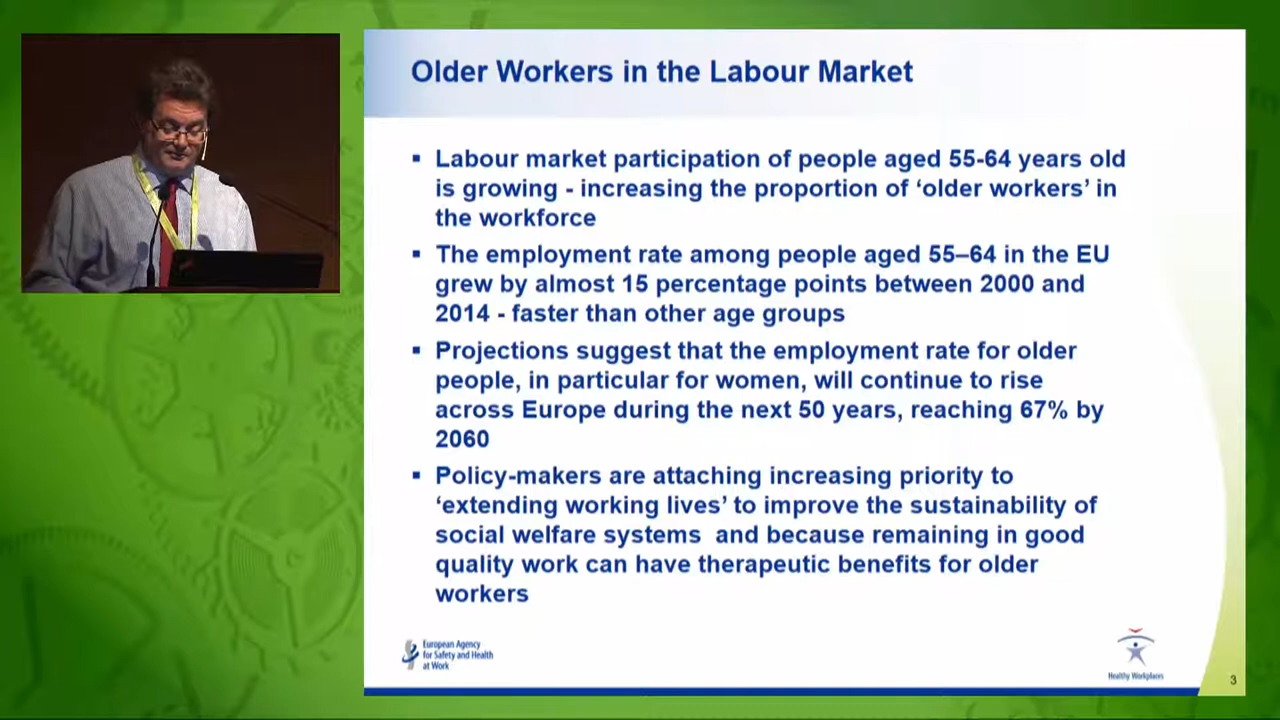 Older Workers in the Labour Market
▪ Labour market participation of people aged 55-64 years old
is growing - increasing the proportion of ‘older workers’ in
the workforce
▪ The employment rate among people aged 55–64 in the EU
grew by almost 15 percentage points between 2000 and
2014 - faster than other age groups
▪ Projections suggest that the employment rate for older
people, in particular for women, will continue to rise
across Europe during the next 50 years, reaching 67% by
2060
▪ Policy-makers are attaching increasing priority to
‘extending working lives’ to improve the sustainability of
social welfare systems  and because remaining in good
quality work can have therapeutic benefits for older
workers
European Agency
for Safety and Health
at Work
Healthy Workplaces
3